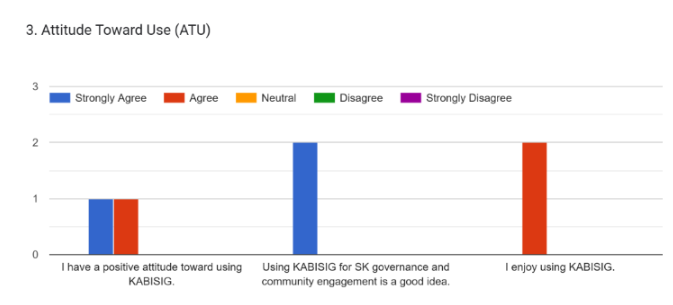 3. Attitude Toward Use (ATU)
3
Strongly Agree Agree Neutral Disagree Strongly Disagree
2
1
0
I have a positive attitude toward using
KABISIG.
Using KABISIG for SK governance and
community engagement is a good idea.
I enjoy using KABISIG.